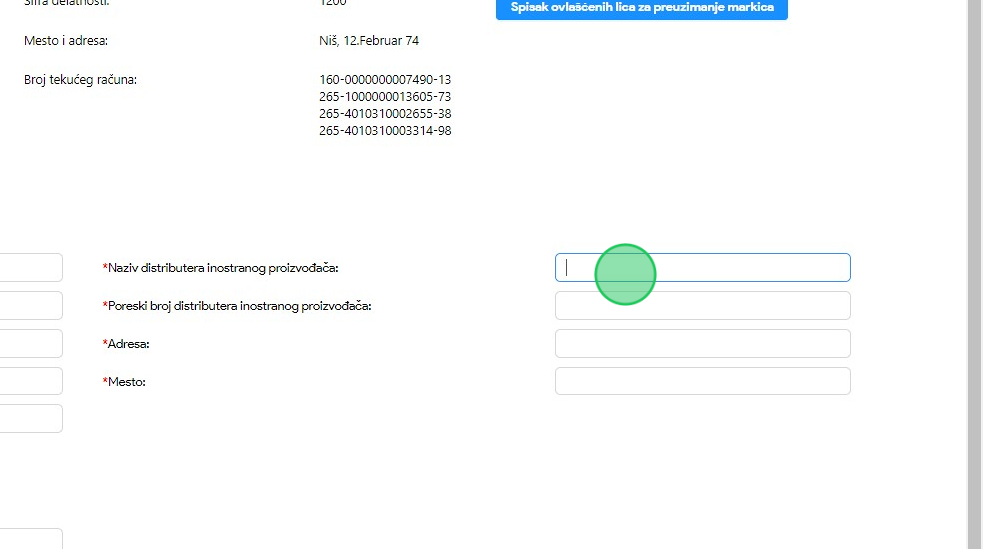 Šifra delatnosti:
1200
Spisak ovlašćenih lica za preuzimanje markica
Mesto i adresa:
Niš, 12.Februar 74
Broj tekućeg računa:
160-0000000007490-13
265-1000000013605-73
265-4010310002655-38
265-4010310003314-98
*Naziv distributera inostranog proizvođača:
*Poreski broj distributera inostranog proizvođača:
*Adresa:
*Mesto: